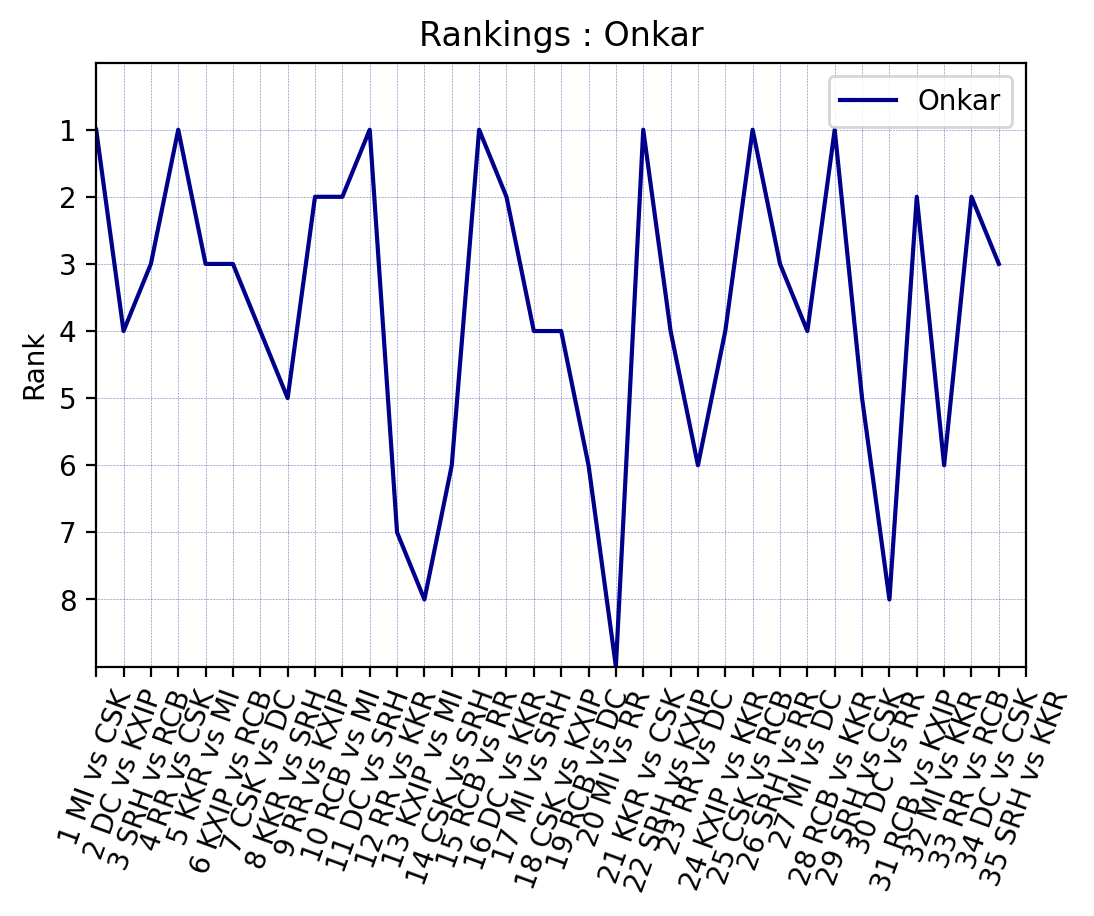 Rankings : Onkar
Onkar
Rank
1
2
3
4
5
6
7
8
1 MI vs CSK
2 DC vs KXIP
3 SRH vs RCB
4 RR vs CSK
5 KKR vs MI
6 KXIP vs RCB
7 CSK vs DC
8 KKR vs SRH
9 RR vs KXIP
10 RCB vs MI
11 DC vs SRH
12 RR vs KKR
13 KXIP vs MI
14 CSK vs SRH
15 RCB vs RR
16 DC vs KKR
17 MI vs SRH
18 CSK vs KXIP
19 RCB vs DC
20 MI vs RR
21 KKR vs CSK
22 SRH vs KXIP
23 RR vs DC
24 KXIP vs KKR
25 CSK vs RCB
26 SRH vs RR
27 MI vs DC
28 RCB vs KKR
29 SRH vs CSK
30 DC vs RR
31 RCB vs KXIP
32 MI vs KKR
33 RR vs RCB
34 DC vs CSK
35 SRH vs KKR